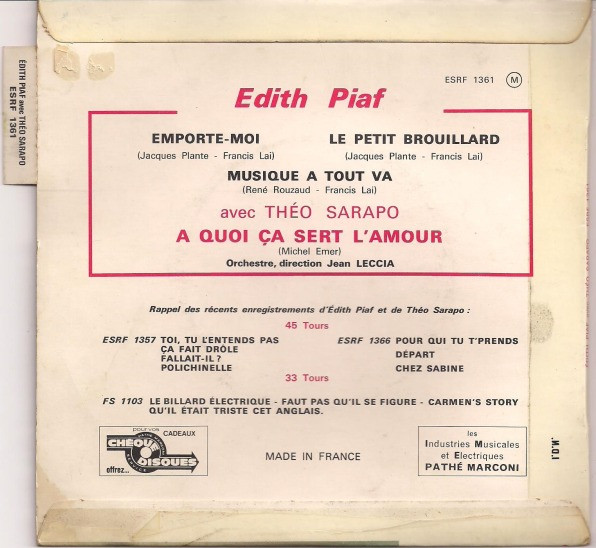 ÉDITH PIAF avec THÉO SARAPO
ESRF 1361
ESRF 1361 M
Edith Piaf
EMPORTE-MOI
(Jacques Plante - Francis Lai)
LE PETIT BROUILLARD
(Jacques Plante - Francis Lai)
MUSIQUE A TOUT VA
(René Rouzaud - Francis Lai)
avec THÉO SARAPO
A QUOI ÇA SERT L'AMOUR
(Michel Emer)
Orchestre, direction Jean LECCIA
Rappel des récents enregistrements d'Édith Piaf et de Théo Sarapo :
45 Tours
ESRF 1357 TOI, TU L'ENTENDS PAS
ÇA FAIT DRÔLE
FALLAIT-IL ?
POLICHINELLE
ESRF 1366 POUR QUI TU T'PRENDS
DÉPART
CHEZ SABINE
33 Tours
FS 1103 LE BILLARD ÉLECTRIQUE - FAUT PAS QU'IL SE FIGURE - CARMEN'S STORY
QU'IL ÉTAIT TRISTE CET ANGLAIS.
pour vos CADEAUX
CHEQUE
DISQUES
offrez...
MADE IN FRANCE
les
Industries Musicales
et Electriques
PATHÉ MARCONI
I.D.N.